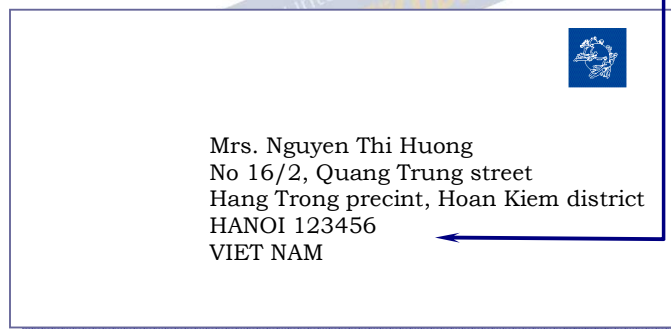 Mrs. Nguyen Thi Huong
No 16/2, Quang Trung street
Hang Trong precint, Hoan Kiem district
HANOI 123456
VIET NAM